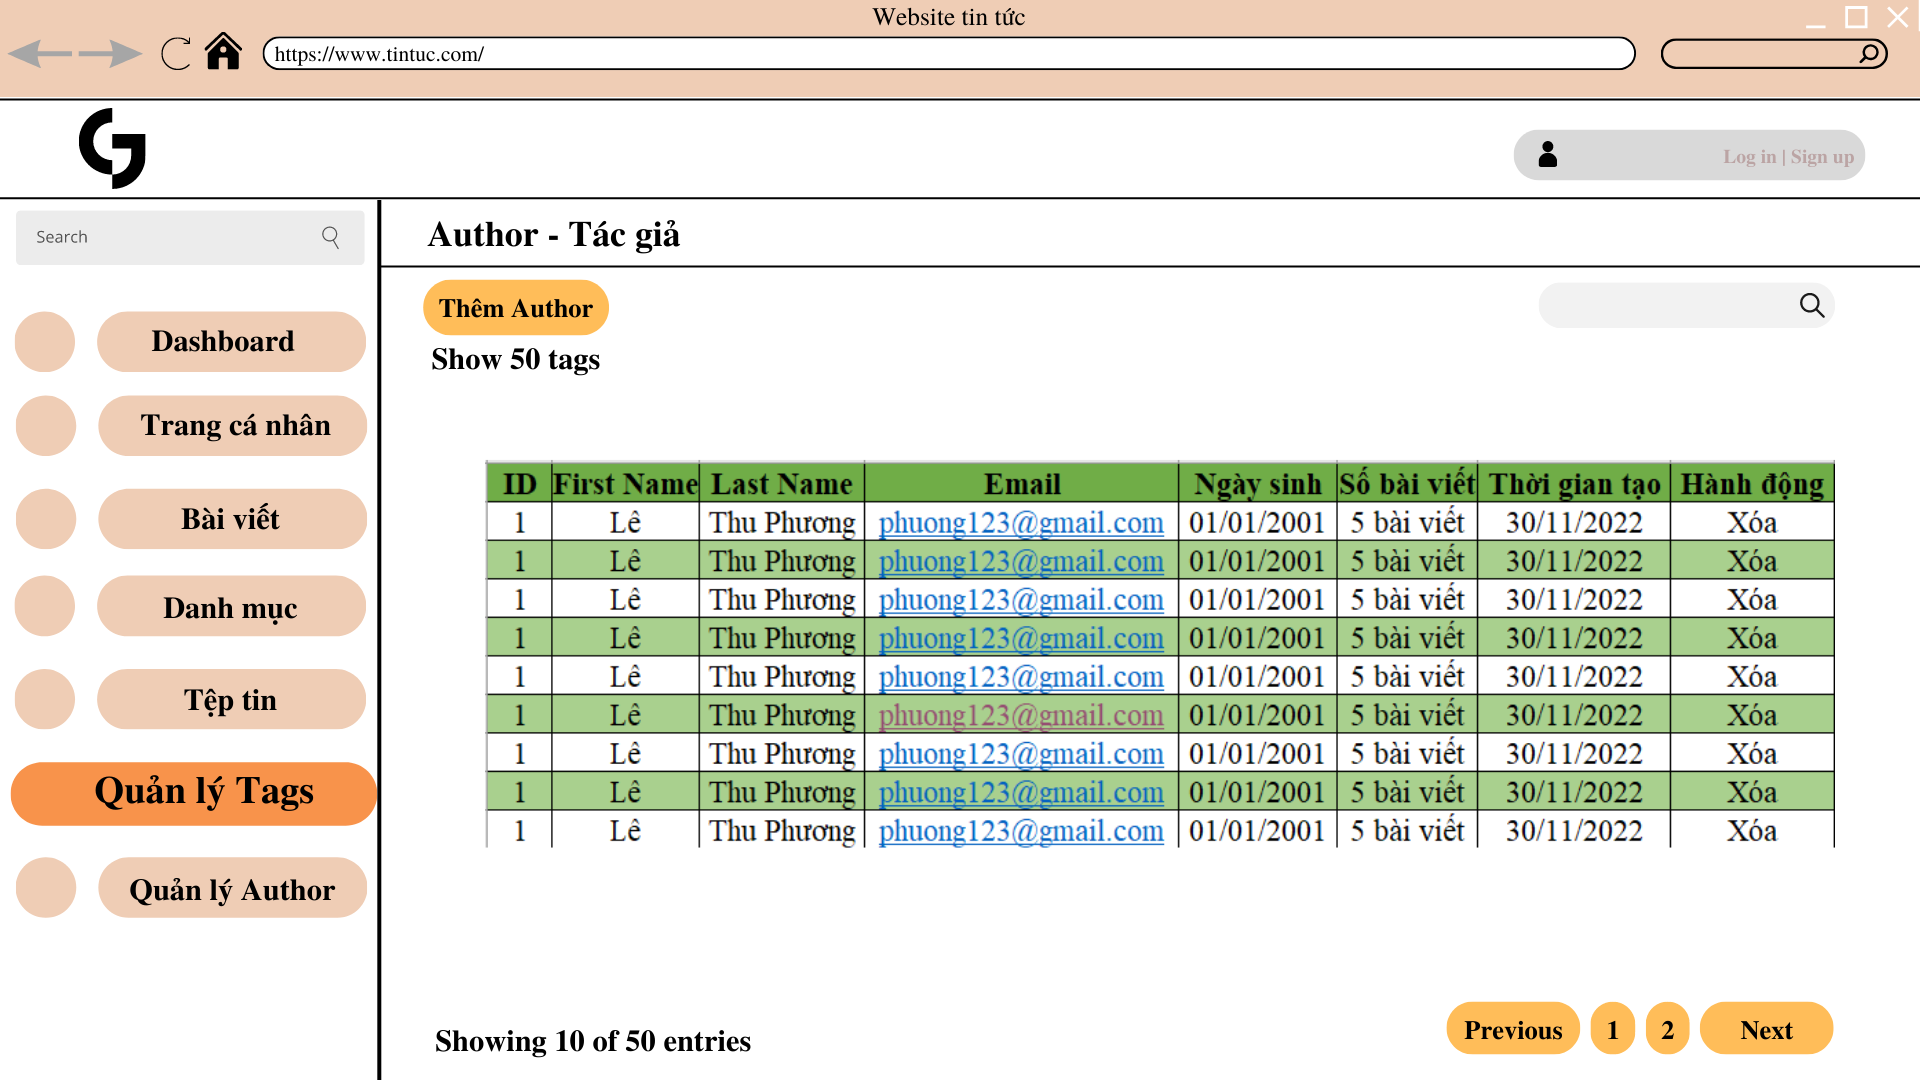 Website tin tức
https://www.tintuc.com/
Log in | Sign up
Search
Author - Tác giả
Thêm Author
Show 50 tags
Dashboard
Trang cá nhân
Bài viết
Danh mục
Tệp tin
Quản lý Tags
Quản lý Author
ID First Name Last Name Email Ngày sinh Số bài viết Thời gian tạo Hành động
1 Lê Thu Phương phuong123@gmail.com 01/01/2001 5 bài viết 30/11/2022 Xóa
1 Lê Thu Phương phuong123@gmail.com 01/01/2001 5 bài viết 30/11/2022 Xóa
1 Lê Thu Phương phuong123@gmail.com 01/01/2001 5 bài viết 30/11/2022 Xóa
1 Lê Thu Phương phuong123@gmail.com 01/01/2001 5 bài viết 30/11/2022 Xóa
1 Lê Thu Phương phuong123@gmail.com 01/01/2001 5 bài viết 30/11/2022 Xóa
1 Lê Thu Phương phuong123@gmail.com 01/01/2001 5 bài viết 30/11/2022 Xóa
1 Lê Thu Phương phuong123@gmail.com 01/01/2001 5 bài viết 30/11/2022 Xóa
1 Lê Thu Phương phuong123@gmail.com 01/01/2001 5 bài viết 30/11/2022 Xóa
1 Lê Thu Phương phuong123@gmail.com 01/01/2001 5 bài viết 30/11/2022 Xóa
Showing 10 of 50 entries
Previous 1 2 Next